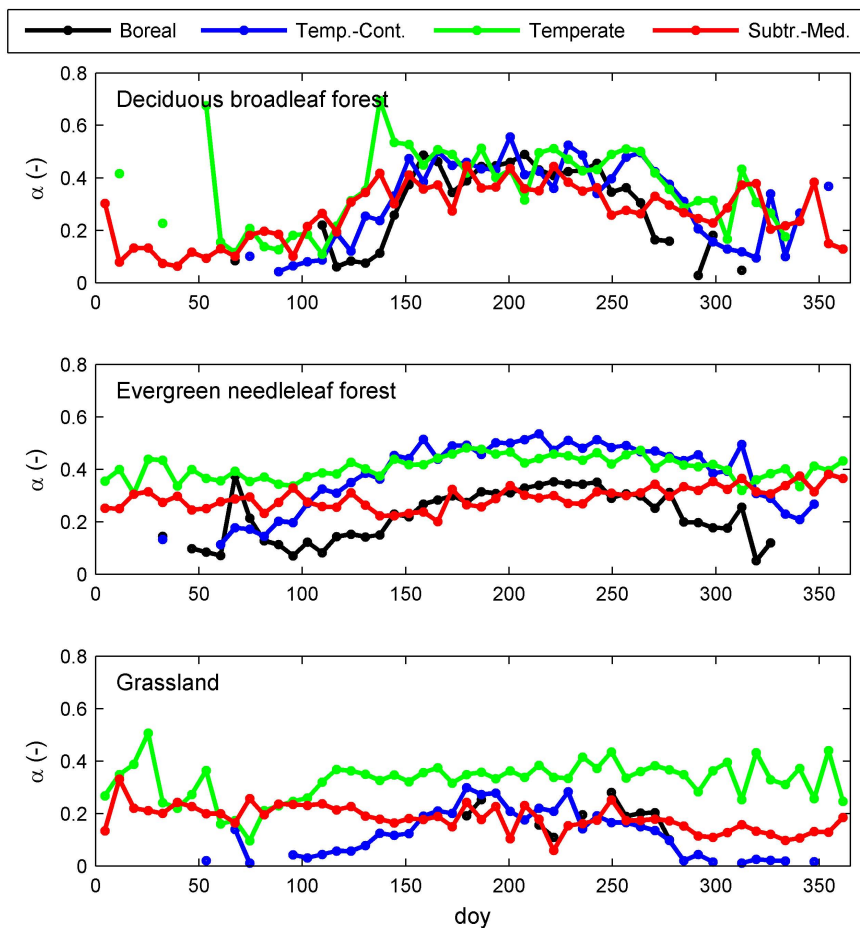 Boreal Temp.-Cont. Temperate Subtr.-Med.
0.8
0.6
0.4
0.2
0
α (-)
Deciduous broadleaf forest
0 50 100 150 200 250 300 350
0.8
0.6
0.4
0.2
0
α (-)
Evergreen needleleaf forest
0 50 100 150 200 250 300 350
0.8
0.6
0.4
0.2
0
α (-)
Grassland
0 50 100 150 200 250 300 350
doy